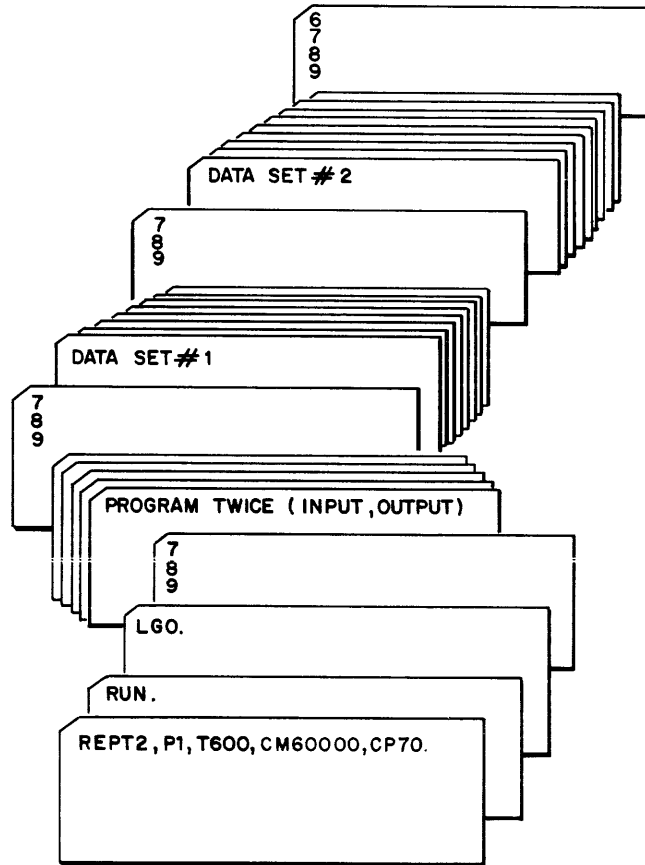 6
7
8
9
DATA SET #2
7
8
9
DATA SET #1
7
8
9
PROGRAM TWICE (INPUT,OUTPUT)
7
8
9
LGO.
RUN.
REPT2,P1,T600,CM60000,CP70.